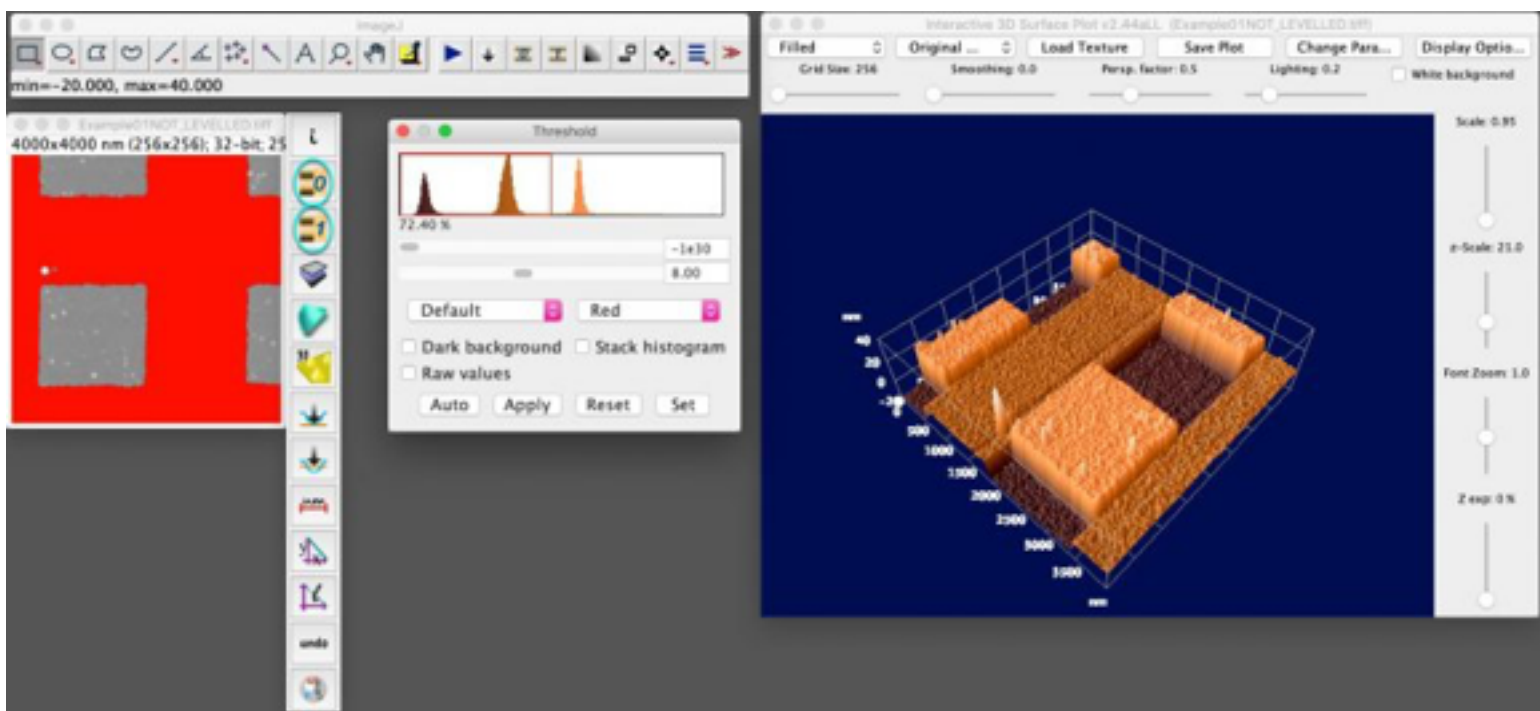 ImageJ
min=-20.000, max=40.000
Example01NOT_LEVELLED.tiff
4000x4000 nm (256x256); 32-bit; 25
0
1
undo
Threshold
72.40 %
-1e30
8.00
Default
Red
Dark background
Stack histogram
Raw values
Auto Apply Reset Set
Interactive 3D Surface Plot v2.44aLL (Example01NOT_LEVELLED.tiff)
Filled Original ... Load Texture Save Plot Change Para... Display Optio...
Grid Size: 256 Smoothing: 0.0 Persp. factor: 0.5 Lighting: 0.2 White background
Scale: 0.95
z-Scale: 21.0
Font Zoom: 1.0
Z exp: 0 %
nm
40
20
0
0
500
1000
1500
2000
2500
3000
3500
nm